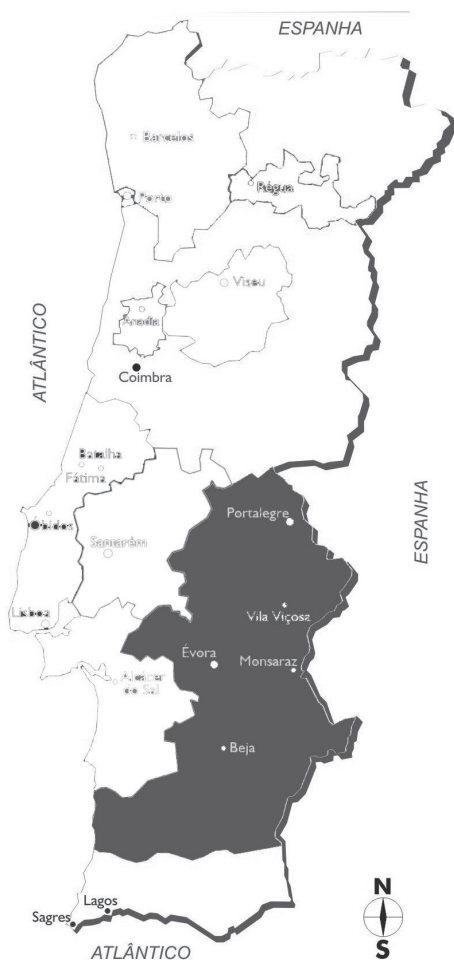 ESPANHA
Barcelos
Régua
Porto
Viseu
Anadia
ATLÂNTICO
Coimbra
Batalha
Fátima
Portalegre
ESPANHA
Óbidos
Santarém
Vila Viçosa
Lisboa
Évora
Monsaraz
Alcácer
do Sal
Beja
Lagos
Sagres
N
S
ATLÂNTICO